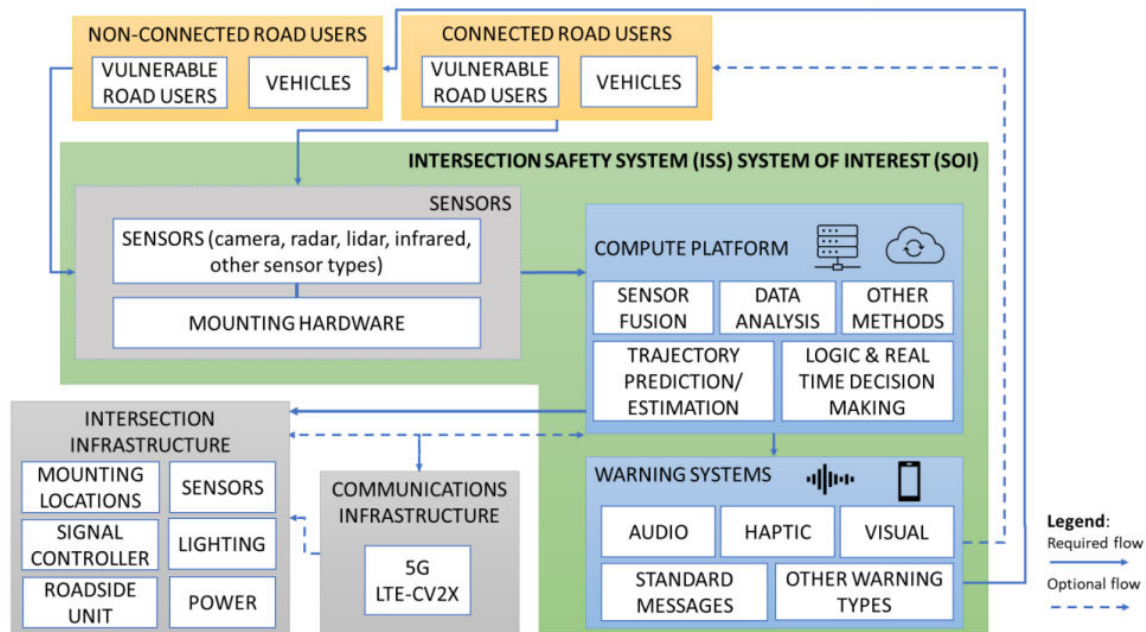 NON-CONNECTED ROAD USERS
VULNERABLE
ROAD USERS
VEHICLES
CONNECTED ROAD USERS
VULNERABLE
ROAD USERS
VEHICLES
INTERSECTION SAFETY SYSTEM (ISS) SYSTEM OF INTEREST (SOI)
SENSORS
SENSORS (camera, radar, lidar, infrared,
other sensor types)
MOUNTING HARDWARE
COMPUTE PLATFORM
SENSOR
FUSION
DATA
ANALYSIS
OTHER
METHODS
TRAJECTORY
PREDICTION/
ESTIMATION
LOGIC & REAL
TIME DECISION
MAKING
INTERSECTION
INFRASTRUCTURE
MOUNTING
LOCATIONS
SENSORS
SIGNAL
CONTROLLER
LIGHTING
ROADSIDE
UNIT
POWER
COMMUNICATIONS
INFRASTRUCTURE
5G
LTE-CV2X
WARNING SYSTEMS
AUDIO
HAPTIC
VISUAL
STANDARD
MESSAGES
OTHER WARNING
TYPES
Legend:
Required flow
Optional flow